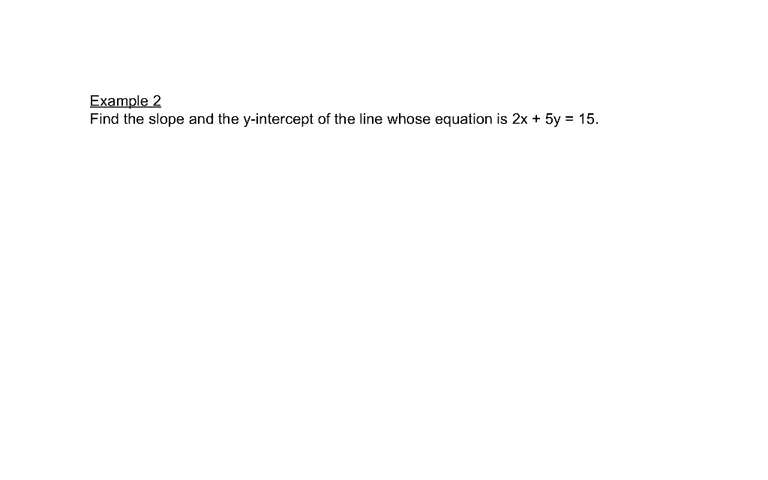 Example 2
Find the slope and the y-intercept of the line whose equation is 2x + 5y = 15.